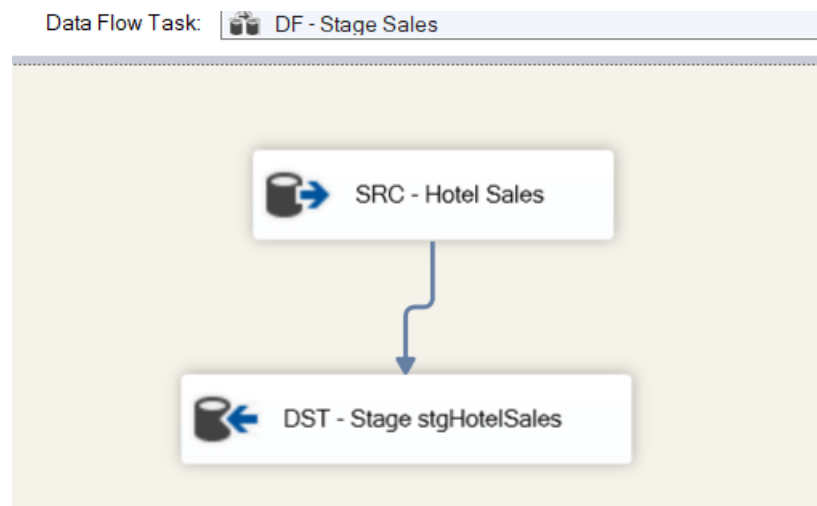 Data Flow Task: DF - Stage Sales
SRC - Hotel Sales
DST - Stage stgHotelSales